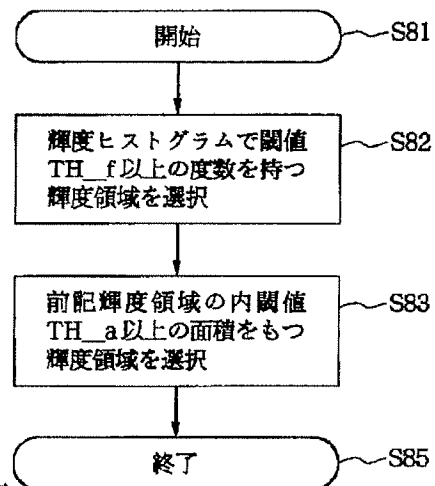 開始
S81
輝度ヒストグラムで閾値
TH_f以上の度数を持つ
輝度領域を選択
S82
前記輝度領域の内閾値
TH_a以上の面積をもつ
輝度領域を選択
S83
終了
S85